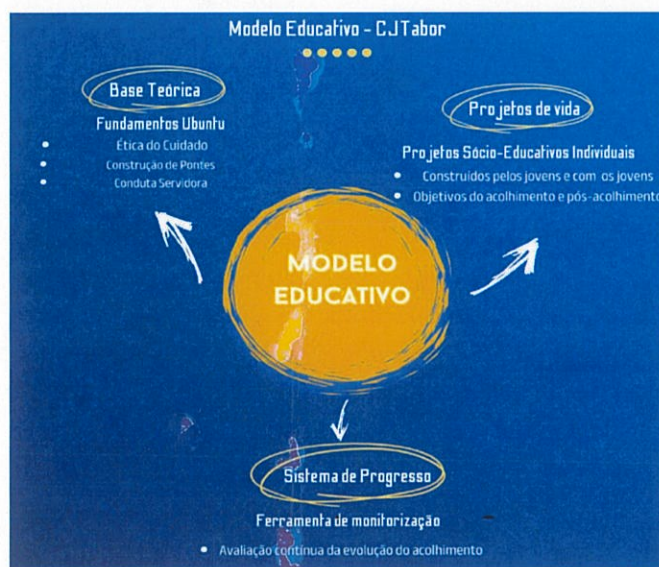 Modelo Educativo - CJTabor
Base Teórica
Fundamentos Ubuntu
Ética do Cuidado
Construção de Pontes
Conduta Servidora
Projetos de vida
Projetos Sócio-Educativos Individuais
Construídos pelos jovens e com os jovens
Objetivos do acolhimento e pós-acolhimento
MODELO
EDUCATIVO
Sistema de Progresso
Ferramenta de monitorização
Avaliação contínua da evolução do acolhimento